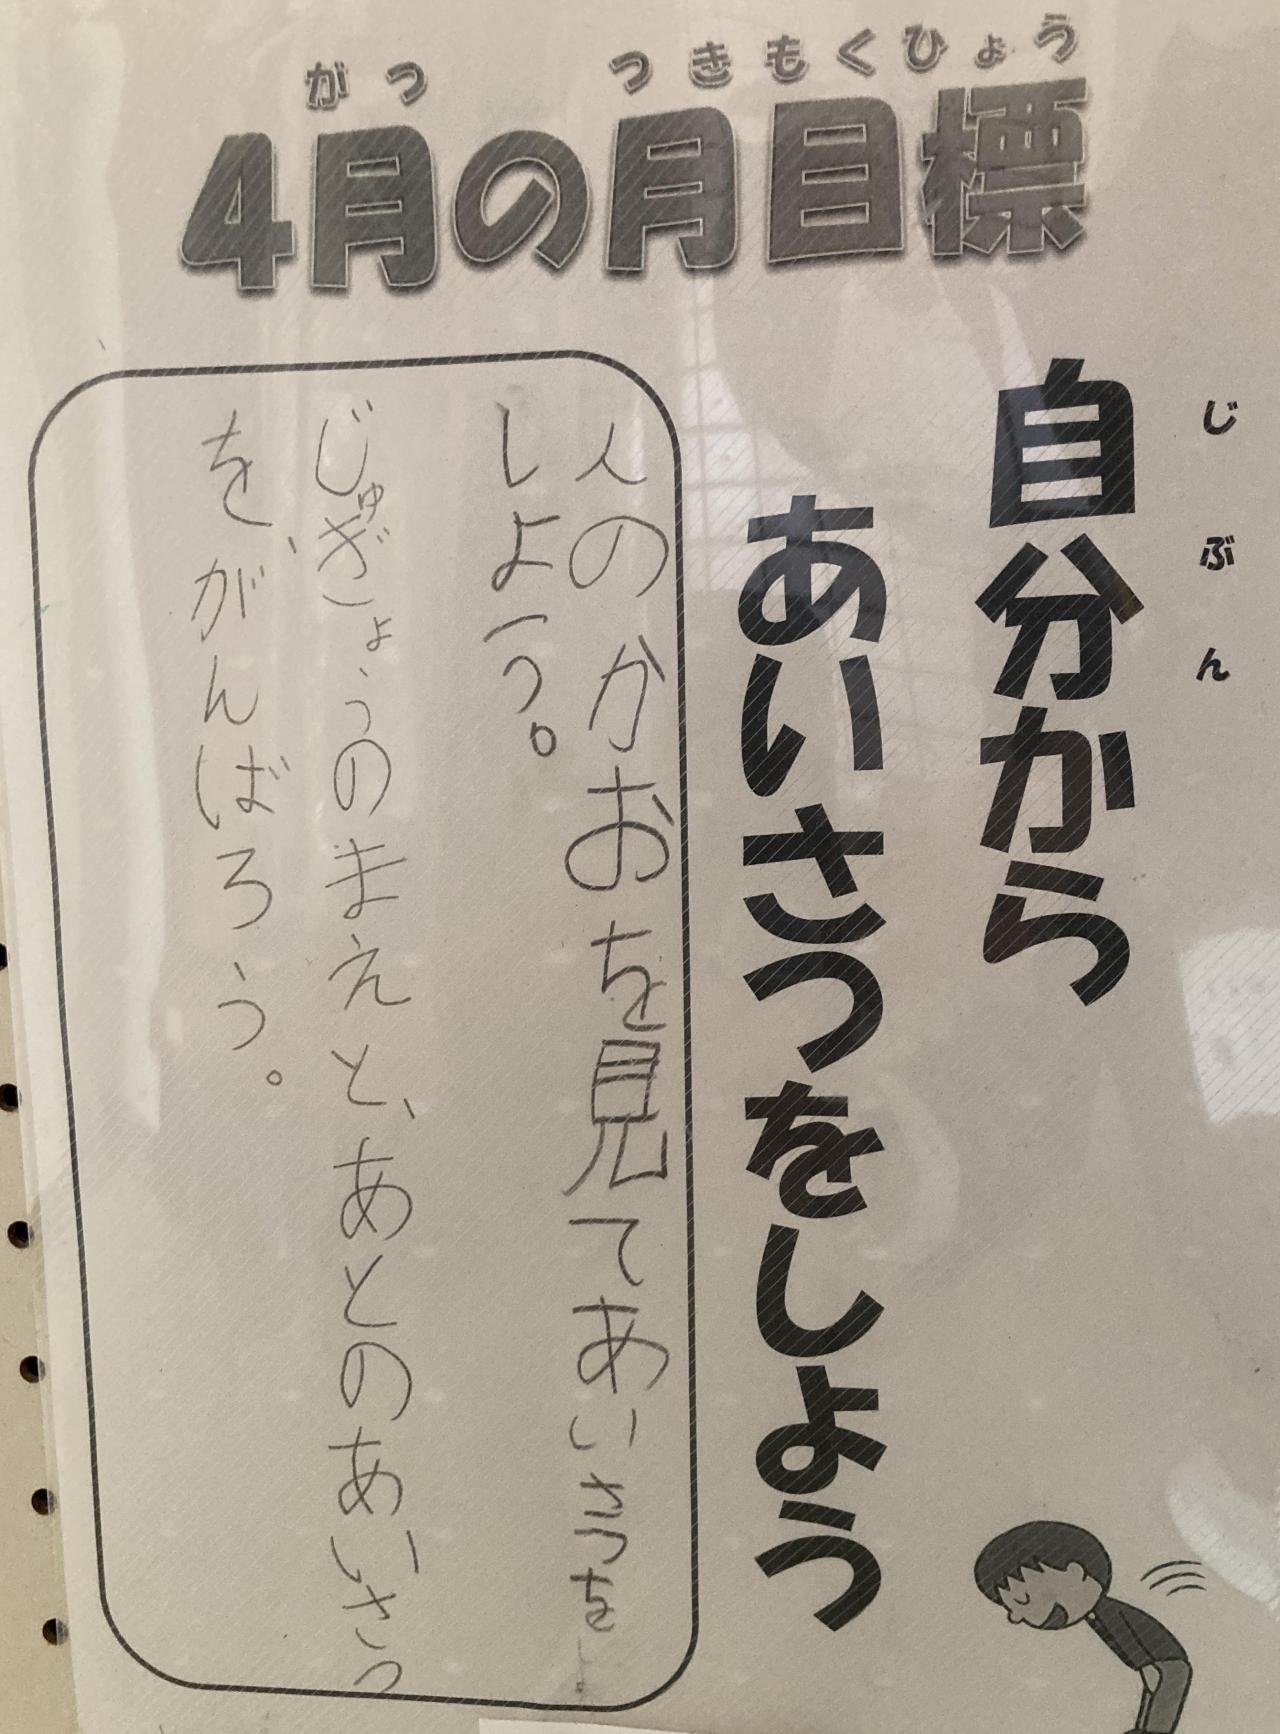 がつ つきもくひょう
4月の月目標
じぶん
自分から
あいさつをしよう
人のかおを見てあいさつを
しよう。
じゅぎょうのまえと、あとのあいさつ
を、がんばろう。